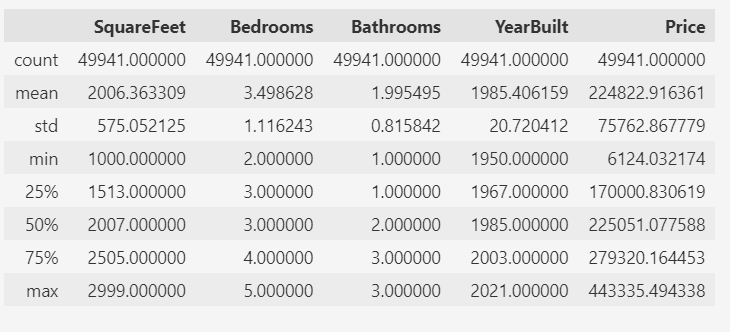 SquareFeet Bedrooms Bathrooms YearBuilt Price
count 49941.000000 49941.000000 49941.000000 49941.000000 49941.000000
mean 2006.363309 3.498628 1.995495 1985.406159 224822.916361
std 575.052125 1.116243 0.815842 20.720412 75762.867779
min 1000.000000 2.000000 1.000000 1950.000000 6124.032174
25% 1513.000000 3.000000 1.000000 1967.000000 170000.830619
50% 2007.000000 3.000000 2.000000 1985.000000 225051.077588
75% 2505.000000 4.000000 3.000000 2003.000000 279320.164453
max 2999.000000 5.000000 3.000000 2021.000000 443335.494338